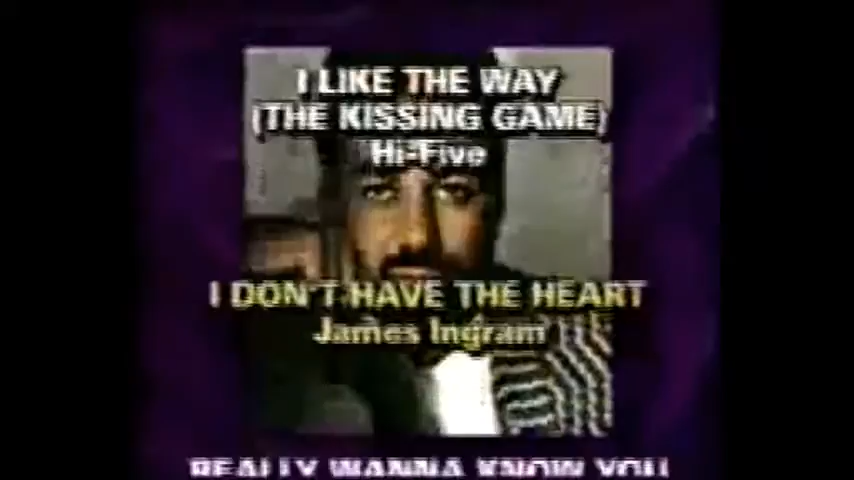 I LIKE THE WAY
(THE KISSING GAME)
Hi-Five
I DON'T HAVE THE HEART
James Ingram
REALLY WANNA KNOW YOU